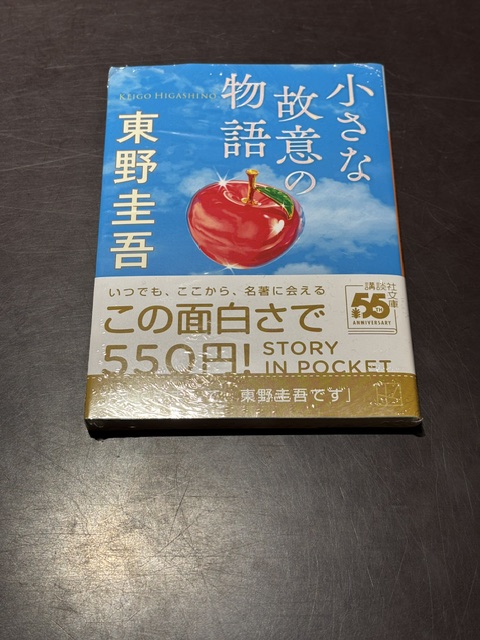 小さな
故意の
物語
KEIGO HIGASHINO
東野圭吾
いつでも、ここから、名著に会える
この面白さで
550円!
STORY
IN POCKET
講談社
文庫
55
ANNIVERSARY
東野圭吾です」